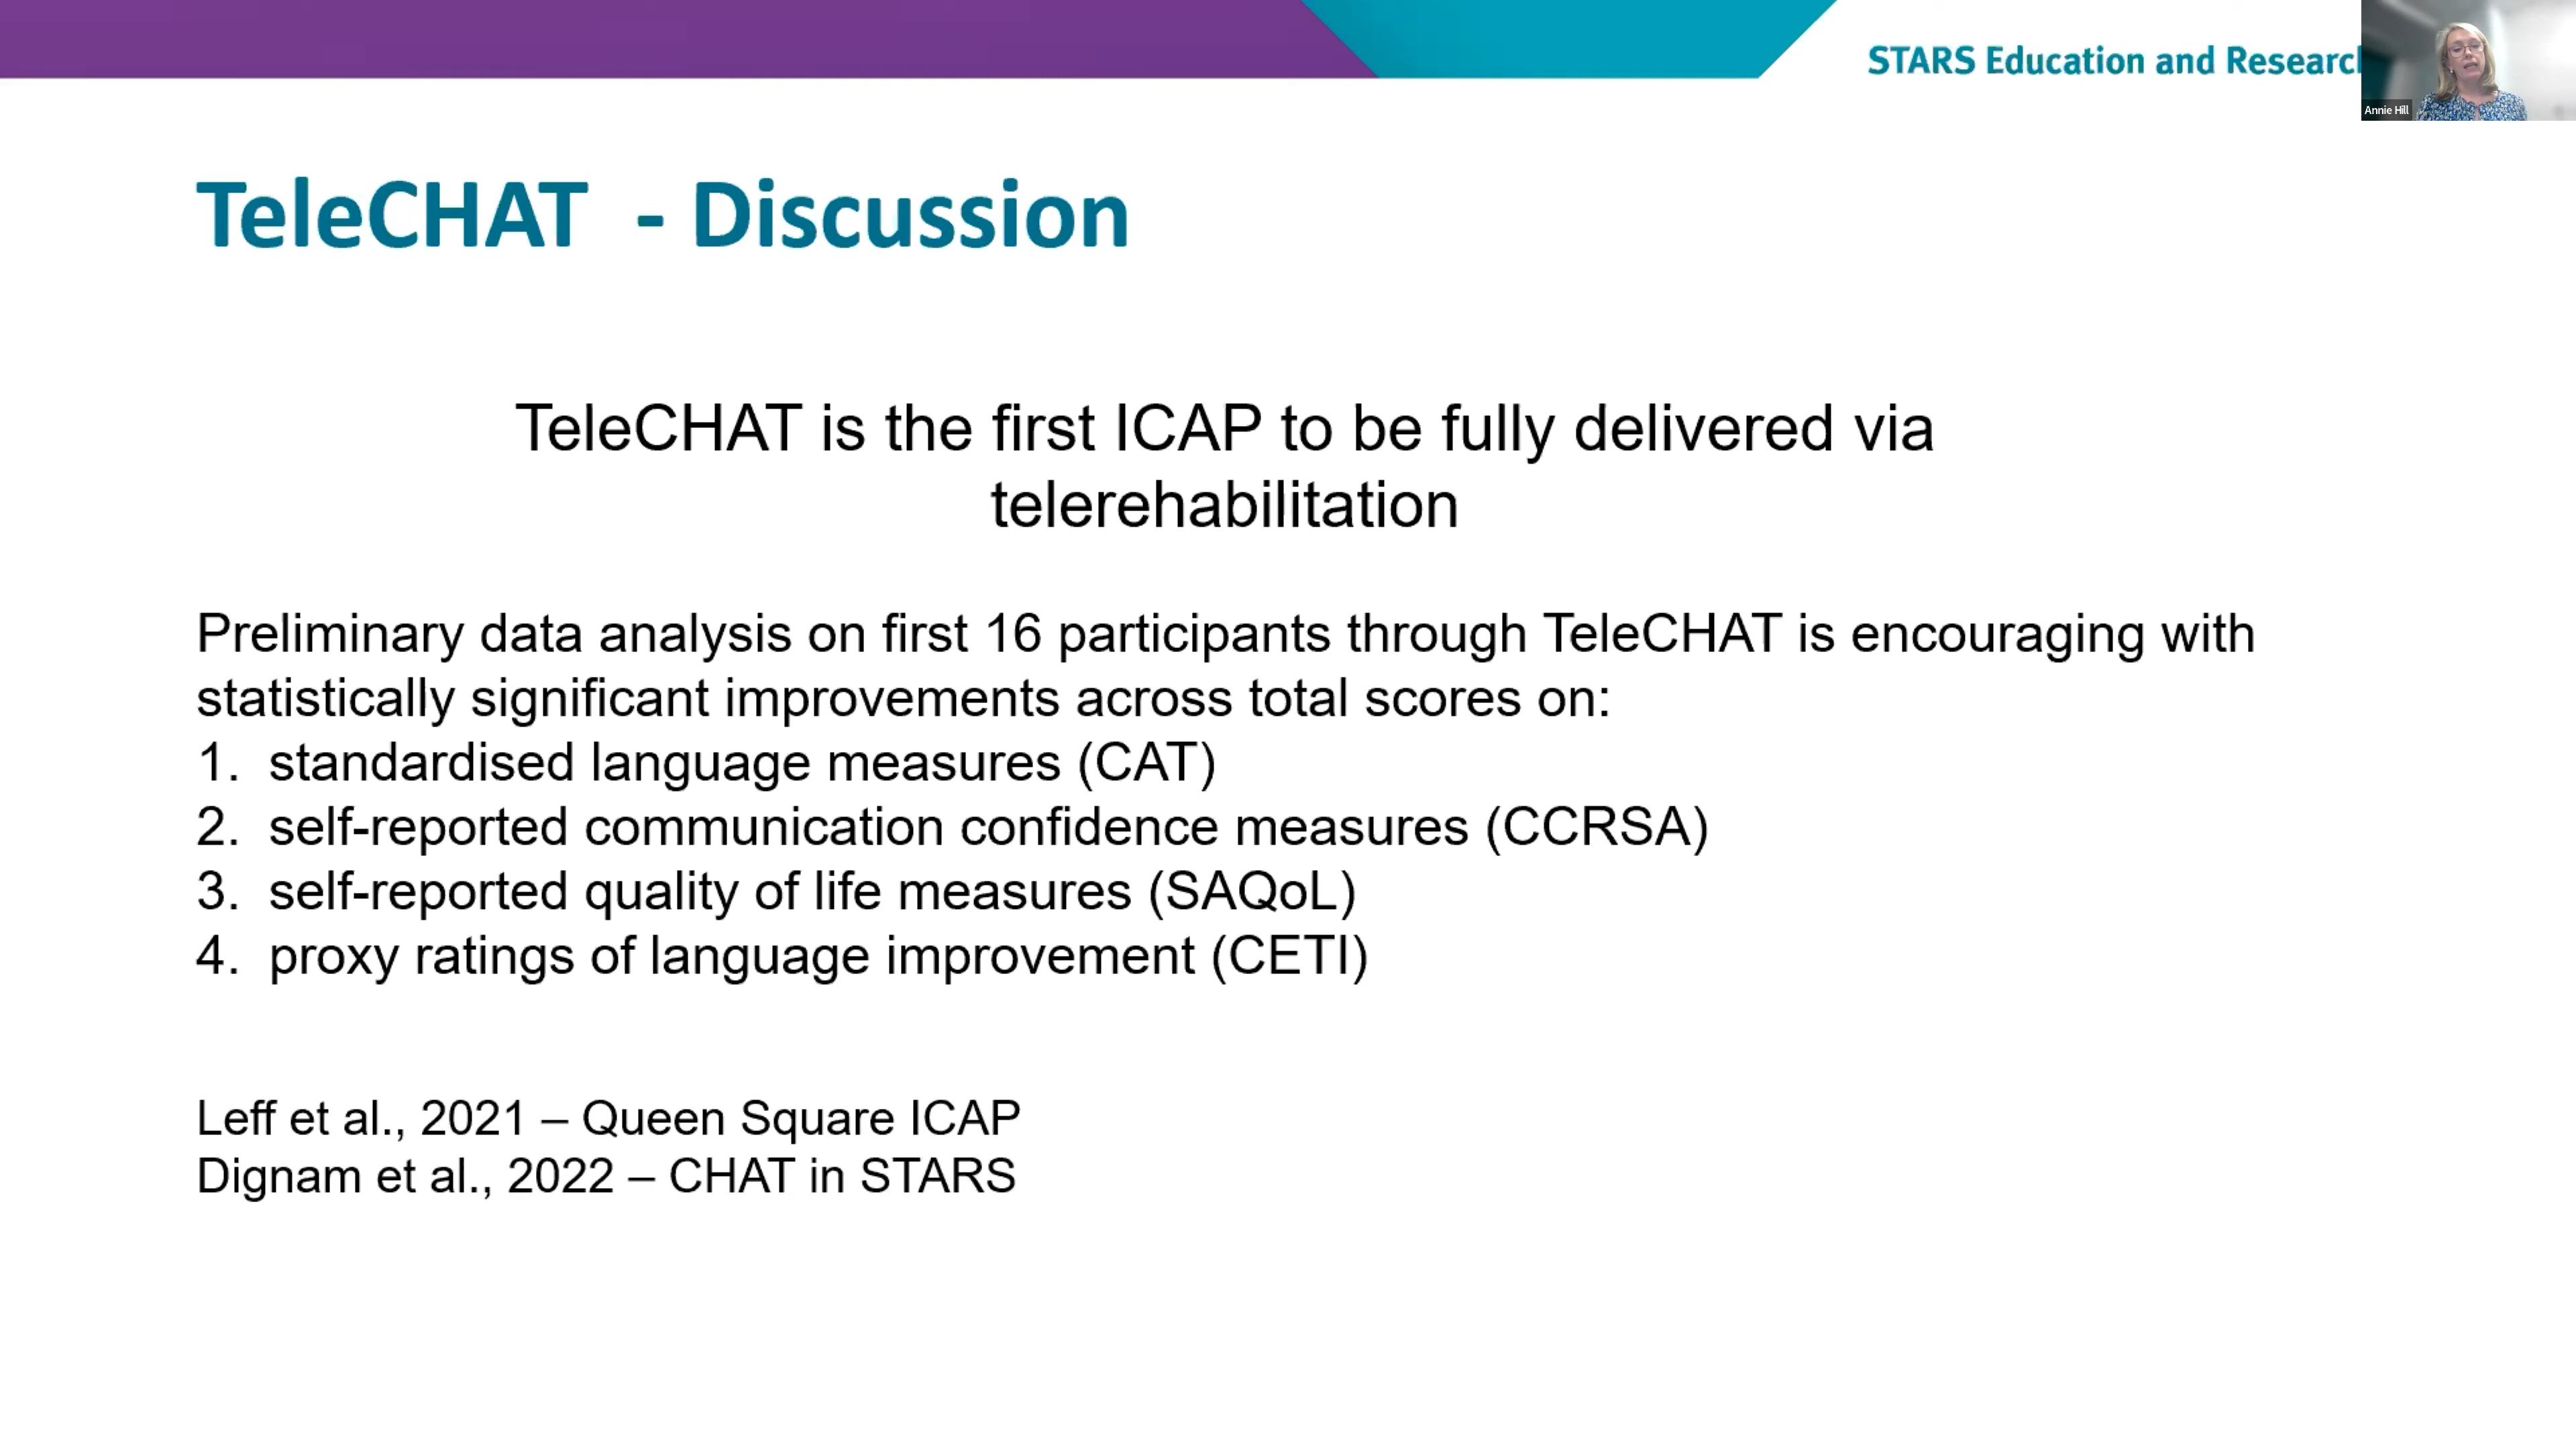 STARS Education and Research
Annie Hill
TeleCHAT - Discussion
TeleCHAT is the first ICAP to be fully delivered via
telerehabilitation
Preliminary data analysis on first 16 participants through TeleCHAT is encouraging with
statistically significant improvements across total scores on:
1. standardised language measures (CAT)
2. self-reported communication confidence measures (CCRSA)
3. self-reported quality of life measures (SAQoL)
4. proxy ratings of language improvement (CETI)
Leff et al., 2021 – Queen Square ICAP
Dignam et al., 2022 – CHAT in STARS